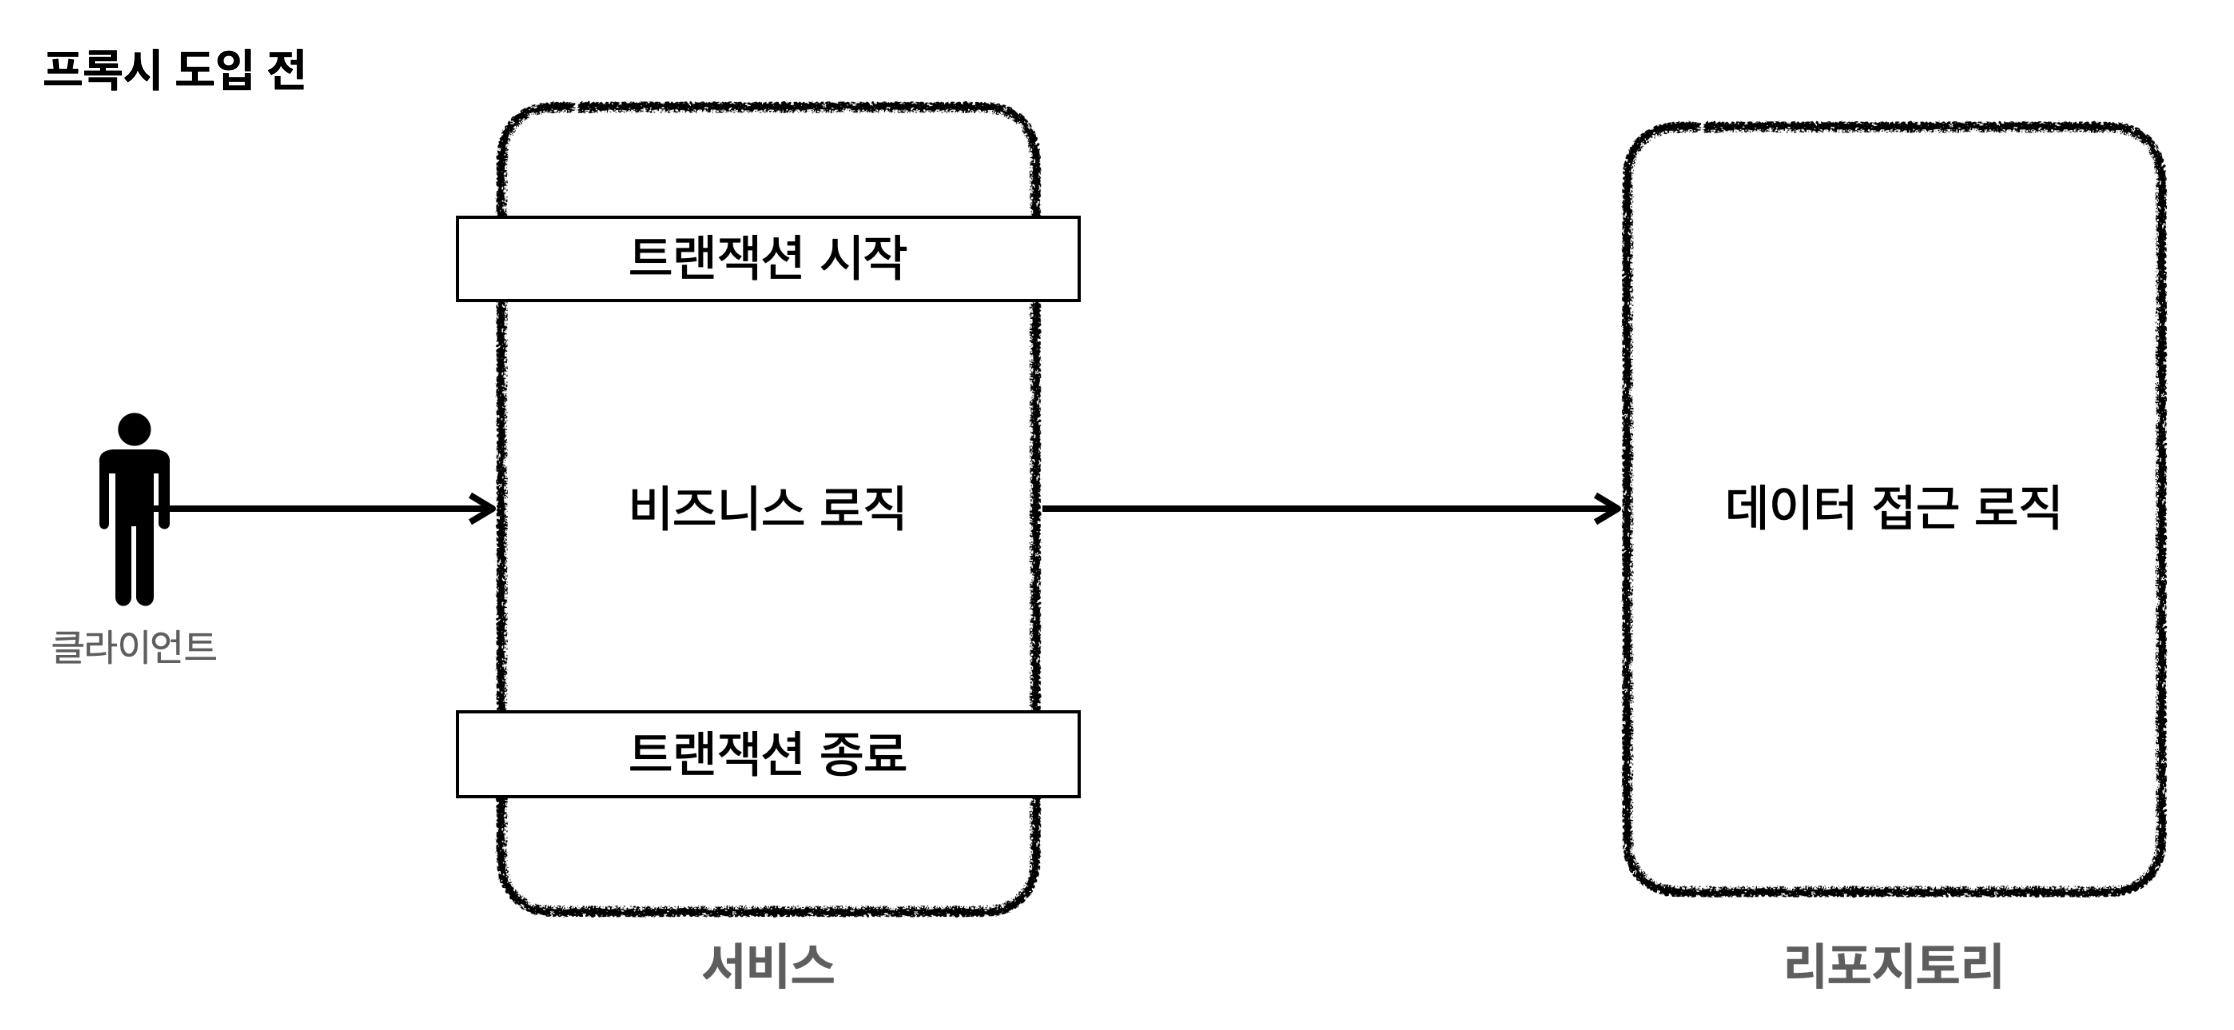 프록시 도입 전
트랜잭션 시작
비즈니스 로직
데이터 접근 로직
클라이언트
트랜잭션 종료
서비스
리포지토리